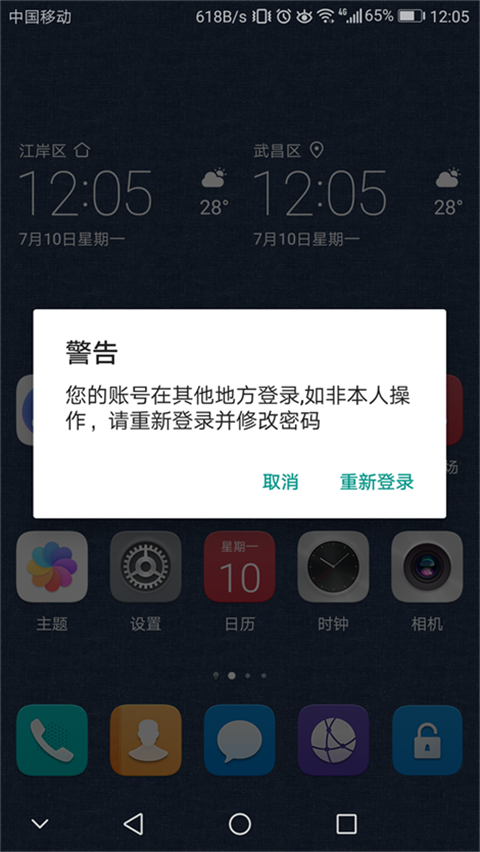 中国移动 618B/s 4G 65% 12:05
江岸区 武昌区
12:05 12:05
28° 28°
7月10日星期一 7月10日星期一
警告
您的账号在其他地方登录,如非本人操
作，请重新登录并修改密码
取消 重新登录
场
星期一
10
主题 设置 日历 时钟 相机